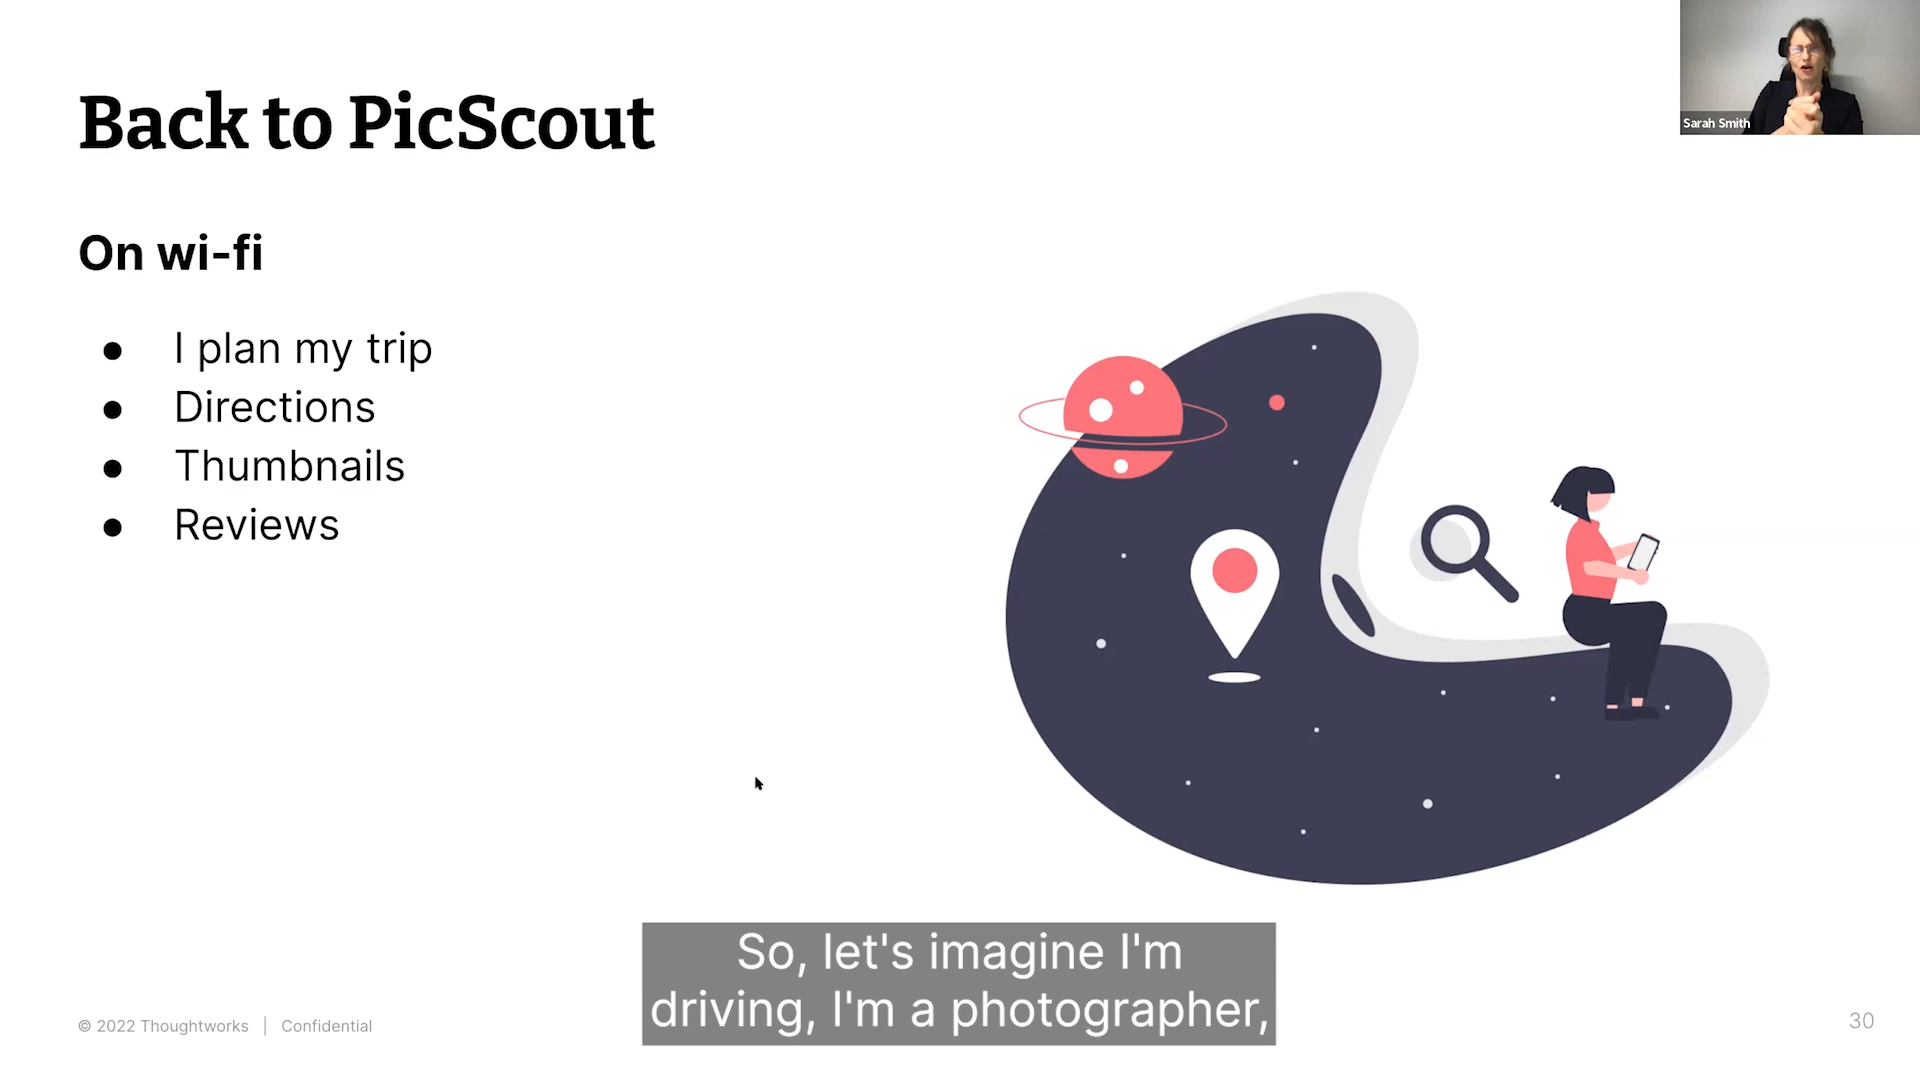 Back to PicScout
Sarah Smith
On wi-fi
● I plan my trip
● Directions
● Thumbnails
● Reviews
So, let's imagine I'm
driving, I'm a photographer,
© 2022 Thoughtworks | Confidential
30